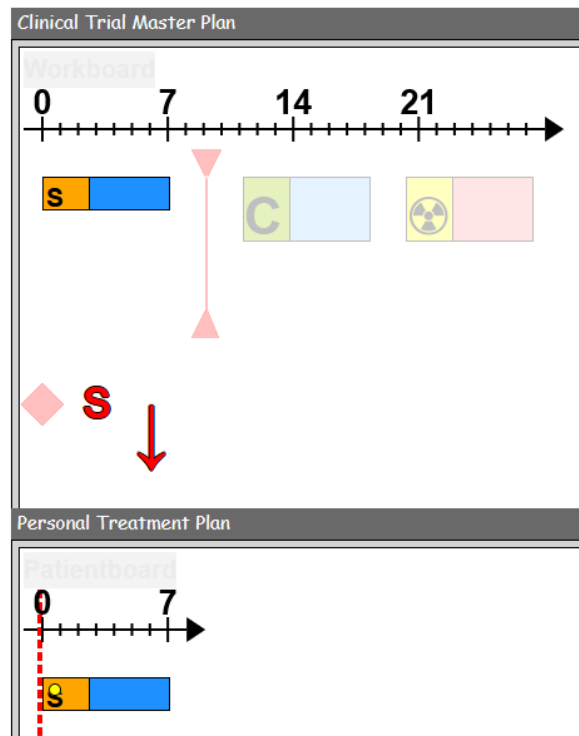 Clinical Trial Master Plan
Workboard
0 7 14 21
s C
S
Personal Treatment Plan
Patientboard
0 7
s